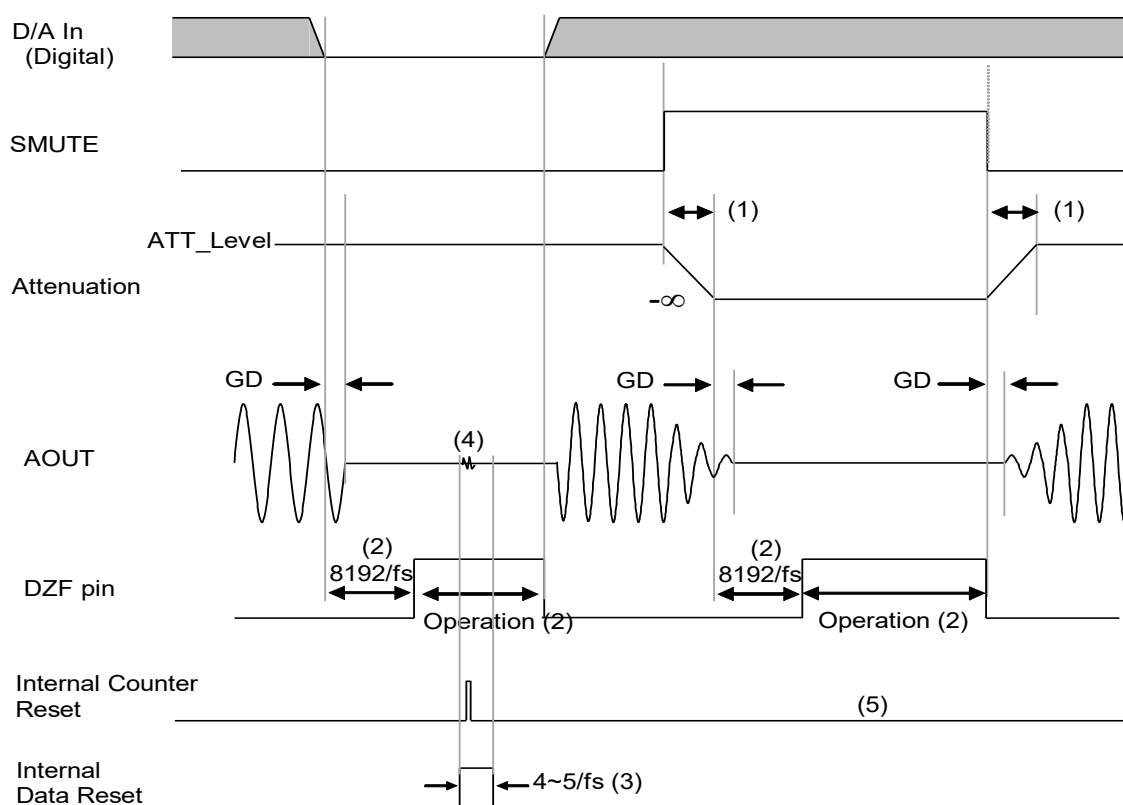 D/A In
(Digital)
SMUTE
(1)
(1)
ATT_Level
Attenuation
-∞
GD
GD
GD
(4)
AOUT
(2)
(2)
8192/fs
8192/fs
DZF pin
Operation (2)
Operation (2)
Internal Counter
Reset
(5)
Internal
Data Reset
4~5/fs (3)